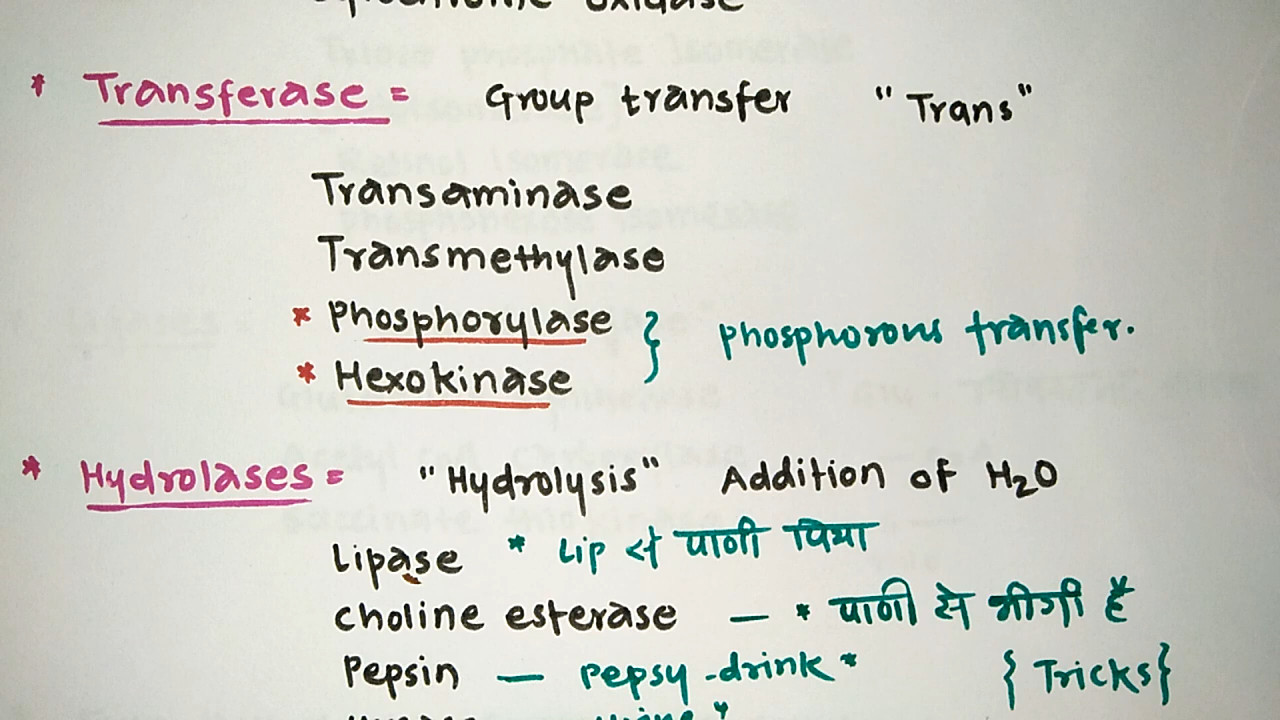 oxidase
* Transferase = Group transfer "Trans"
Transaminase
Transmethylase
* Phosphorylase
* Hexokinase } phosphorous transfer.
* Hydrolases = "Hydrolysis" Addition of H₂O
Lipase * Lip से पानी पिया
choline esterase — * पानी से भीगी है
Pepsin — pepsy-drink * { Tricks }